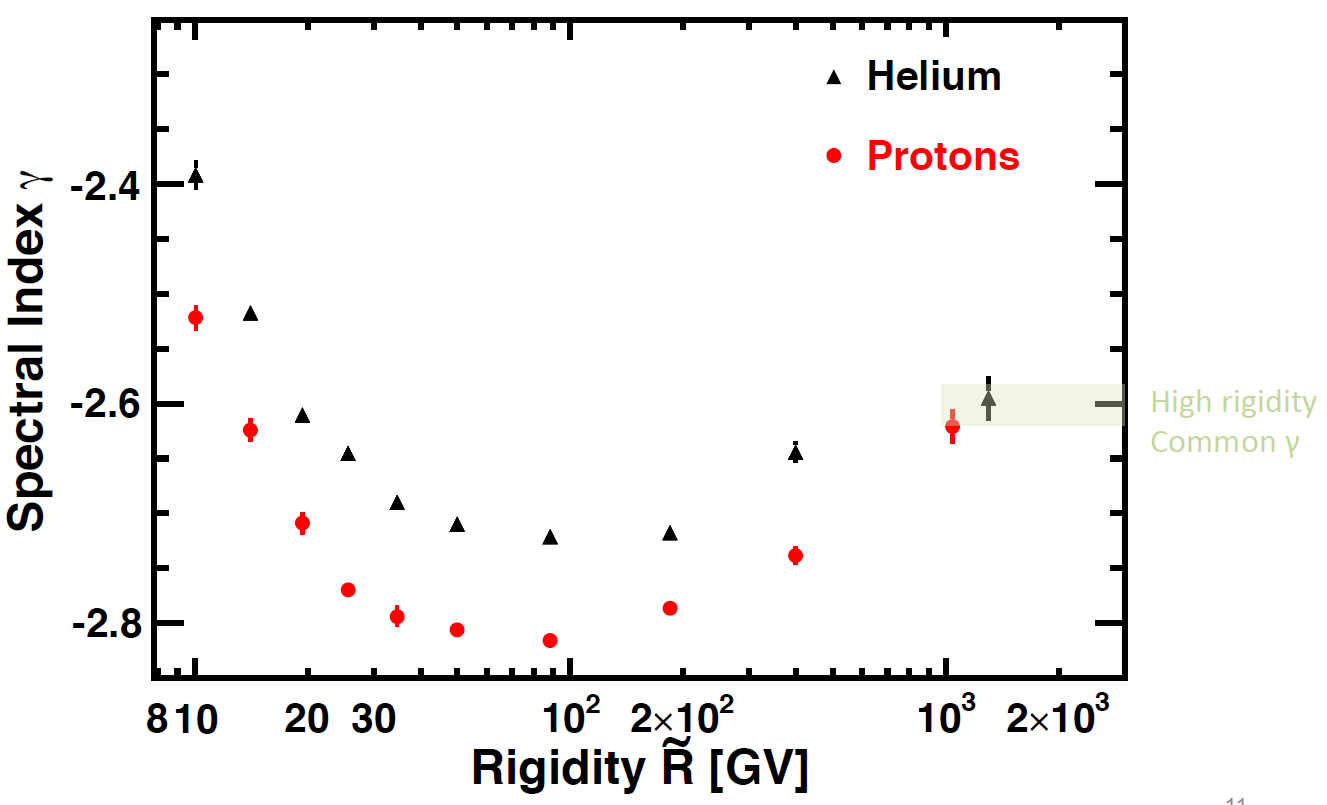 Helium
Protons
Spectral Index γ
-2.4
-2.6
-2.8
High rigidity
Common γ
8 10 20 30 10² 2×10² 10³ 2×10³
Rigidity R̃ [GV]
11